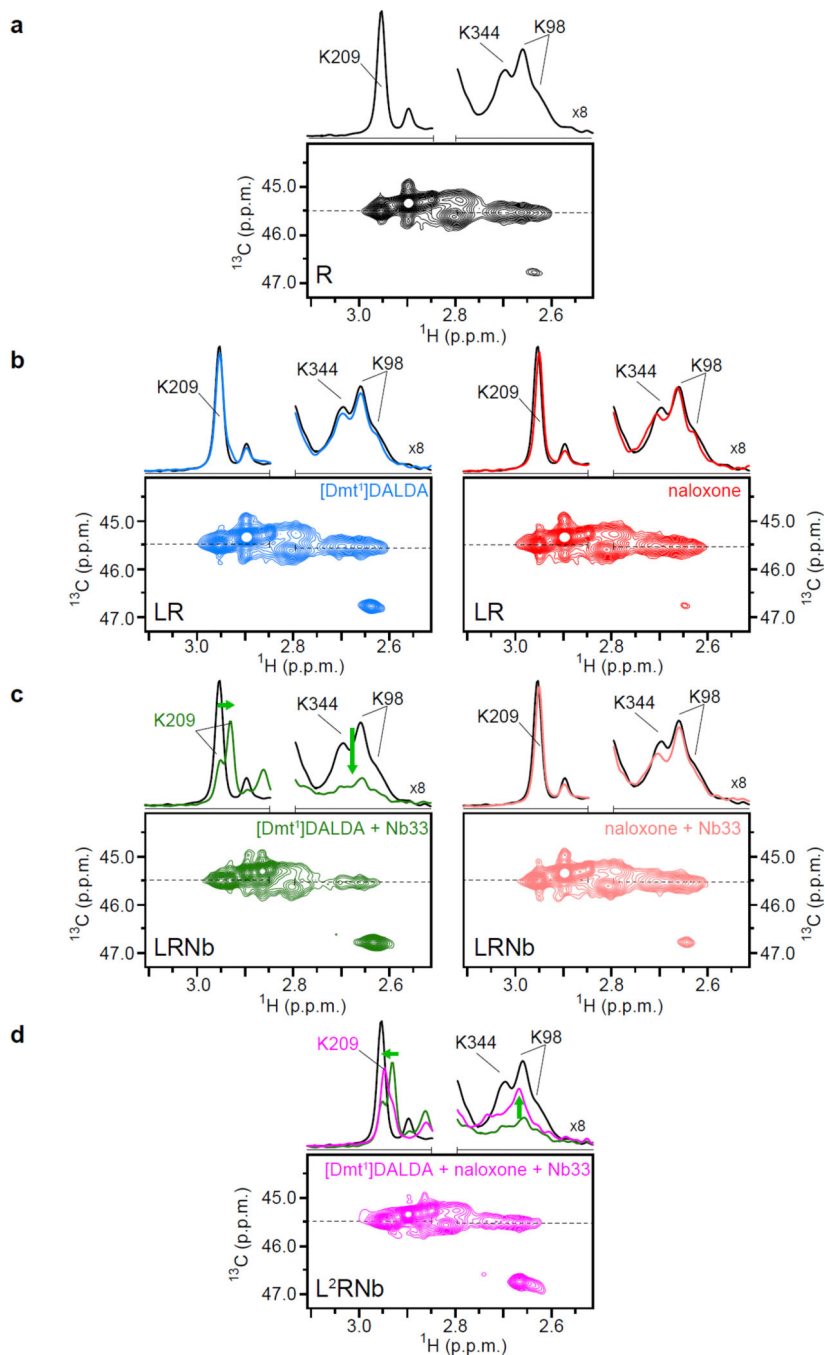 a
K209
K344
K98
x8
45.0
46.0
47.0
¹³C (p.p.m.)
R
3.0
2.8
2.6
¹H (p.p.m.)
b
K209
K344
K98
x8
K209
K344
K98
x8
[Dmt¹]DALDA
naloxone
45.0
46.0
47.0
¹³C (p.p.m.)
LR
LR
45.0
46.0
47.0
¹³C (p.p.m.)
3.0
2.8
2.6
¹H (p.p.m.)
3.0
2.8
2.6
¹H (p.p.m.)
c
K209
K344
K98
x8
K209
K344
K98
x8
[Dmt¹]DALDA + Nb33
naloxone + Nb33
45.0
46.0
47.0
¹³C (p.p.m.)
LRNb
LRNb
45.0
46.0
47.0
¹³C (p.p.m.)
3.0
2.8
2.6
¹H (p.p.m.)
3.0
2.8
2.6
¹H (p.p.m.)
d
K209
K344
K98
x8
[Dmt¹]DALDA + naloxone + Nb33
45.0
46.0
47.0
¹³C (p.p.m.)
L²RNb
3.0
2.8
2.6
¹H (p.p.m.)